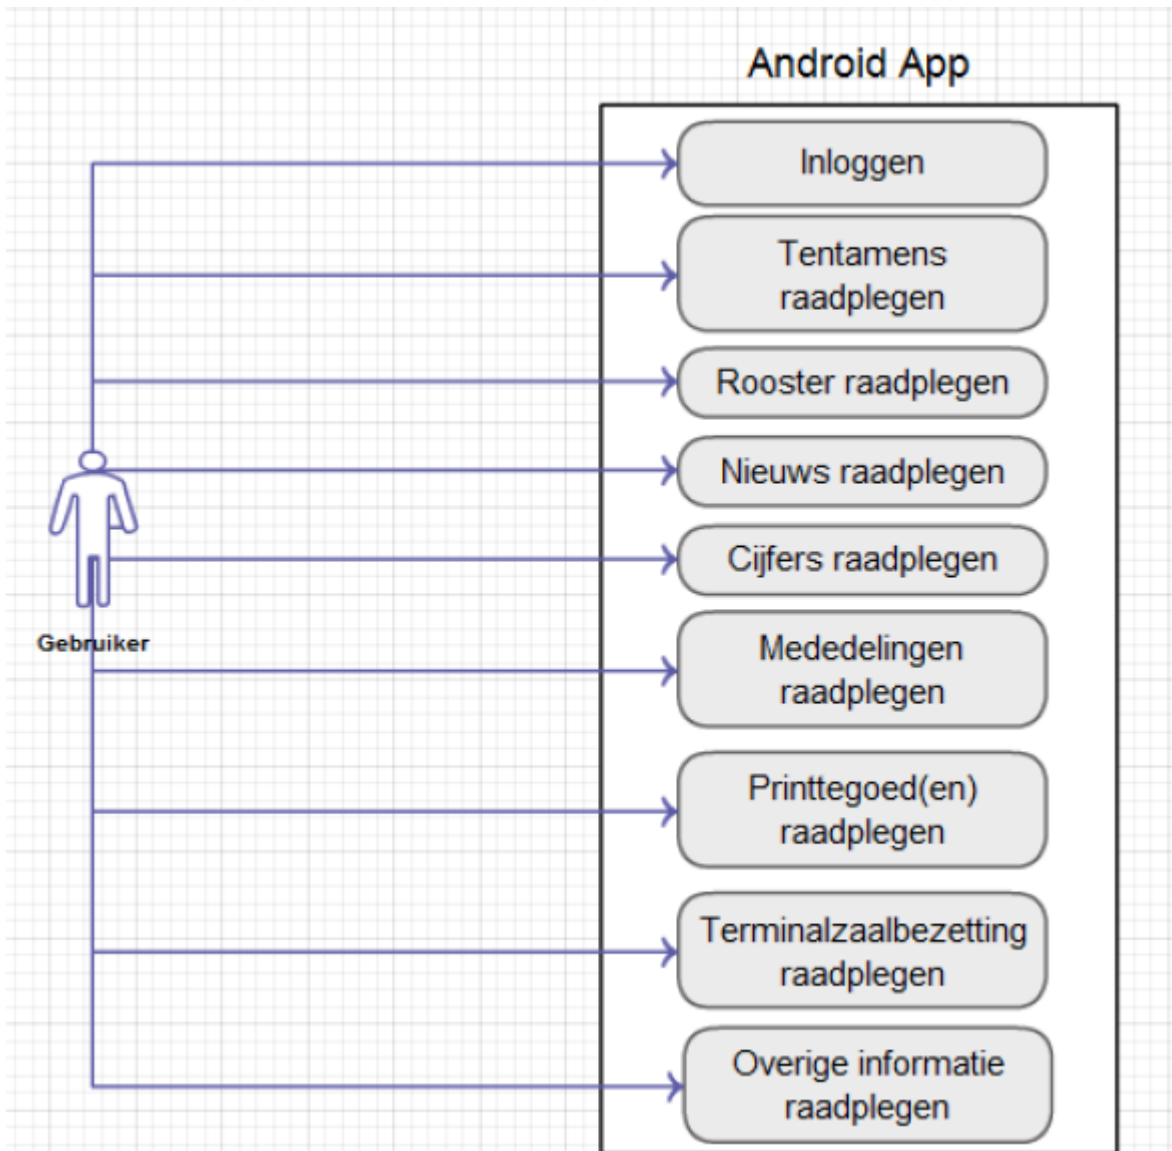 Android App
Inloggen
Tentamens
raadplegen
Rooster raadplegen
Nieuws raadplegen
Cijfers raadplegen
Gebruiker
Mededelingen
raadplegen
Printtegoed(en)
raadplegen
Terminalzaalbezetting
raadplegen
Overige informatie
raadplegen